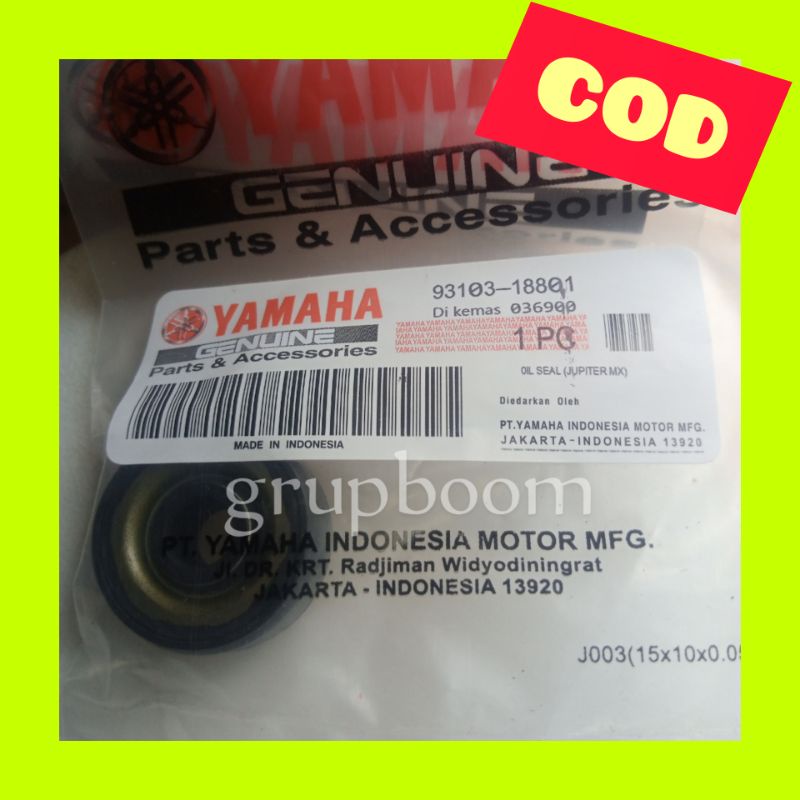 COD
YAMAHA
GENUINE
Parts & Accessories
YAMAHA
GENUINE
Parts & Accessories
MADE IN INDONESIA
93103-18801
Di kemas 036900
1 PC
OIL SEAL (JUPITER MX)
Diedarkan Oleh
PT.YAMAHA INDONESIA MOTOR MFG.
JAKARTA-INDONESIA 13920
grupboom
PT. YAMAHA INDONESIA MOTOR MFG.
Jl. DR. KRT. Radjiman Widyodiningrat
JAKARTA - INDONESIA 13920
J003(15x10x0.05